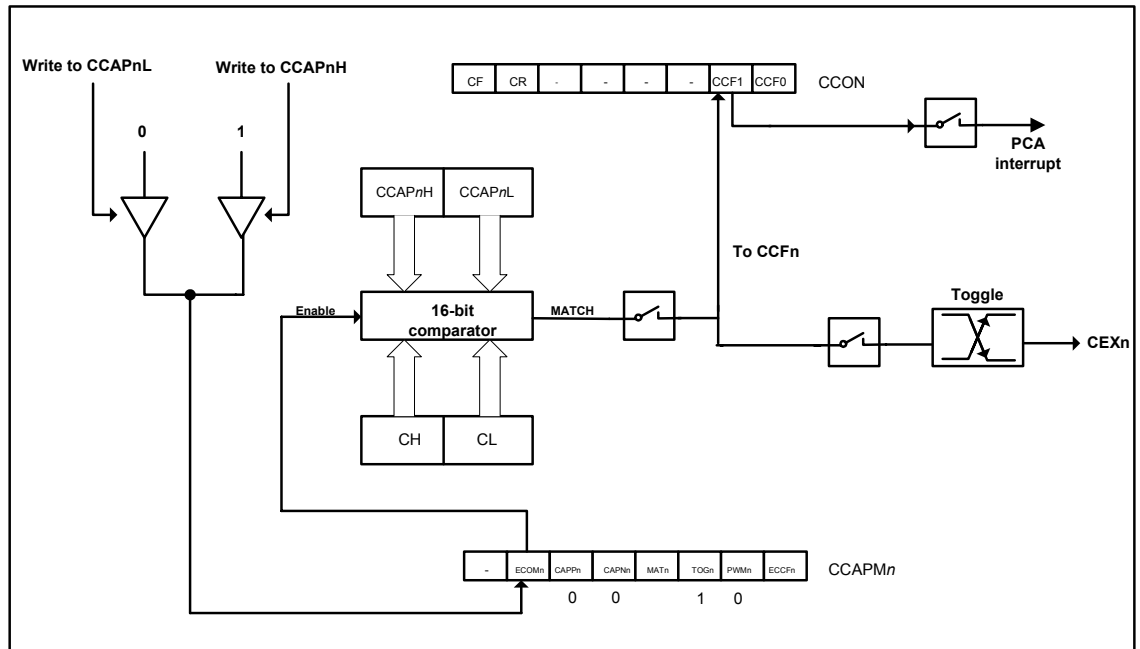 Write to CCAPnL
Write to CCAPnH
CF CR - - - - CCF1 CCF0 CCON
0 1
PCA
interrupt
CCAPnH CCAPnL
To CCFn
Enable
16-bit
comparator
MATCH
Toggle
CEXn
CH CL
- ECOMn CAPPn CAPNn MATn TOGn PWMn ECCFn CCAPMn
0 0 1 0